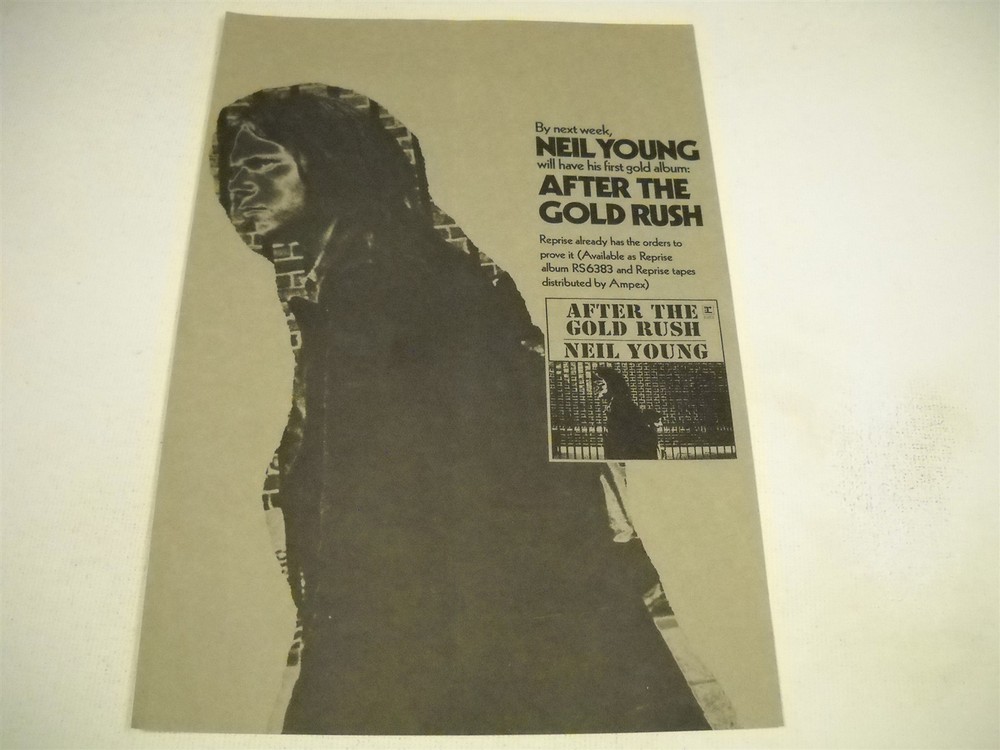 By next week,
NEIL YOUNG
will have his first gold album:
AFTER THE
GOLD RUSH
Reprise already has the orders to
prove it (Available as Reprise
album RS6383 and Reprise tapes
distributed by Ampex)
AFTER THE
GOLD RUSH
NEIL YOUNG